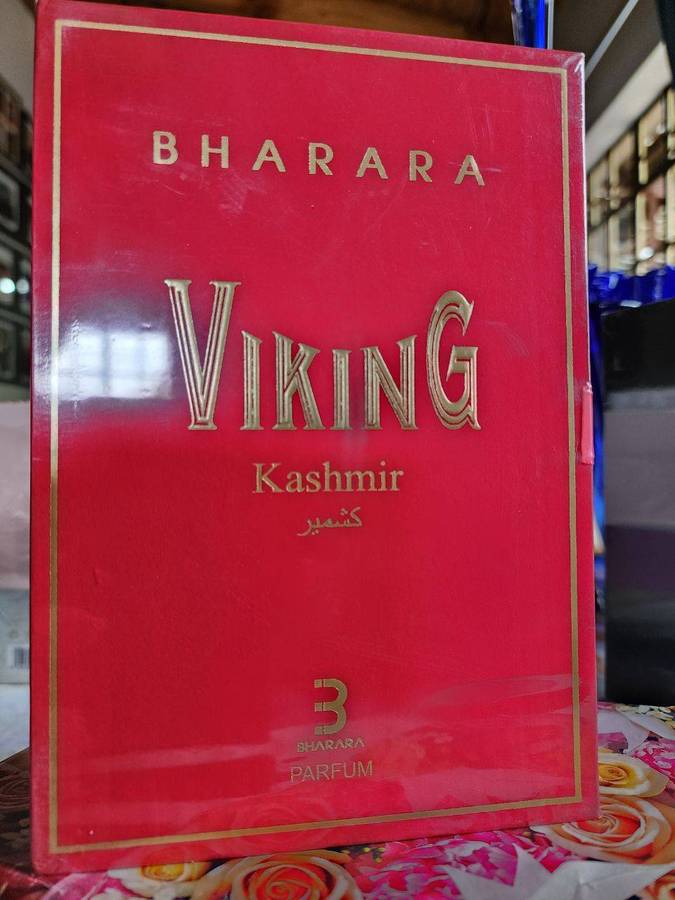 BHARARA
VIKING
Kashmir
كشمير
BHARARA
PARFUM